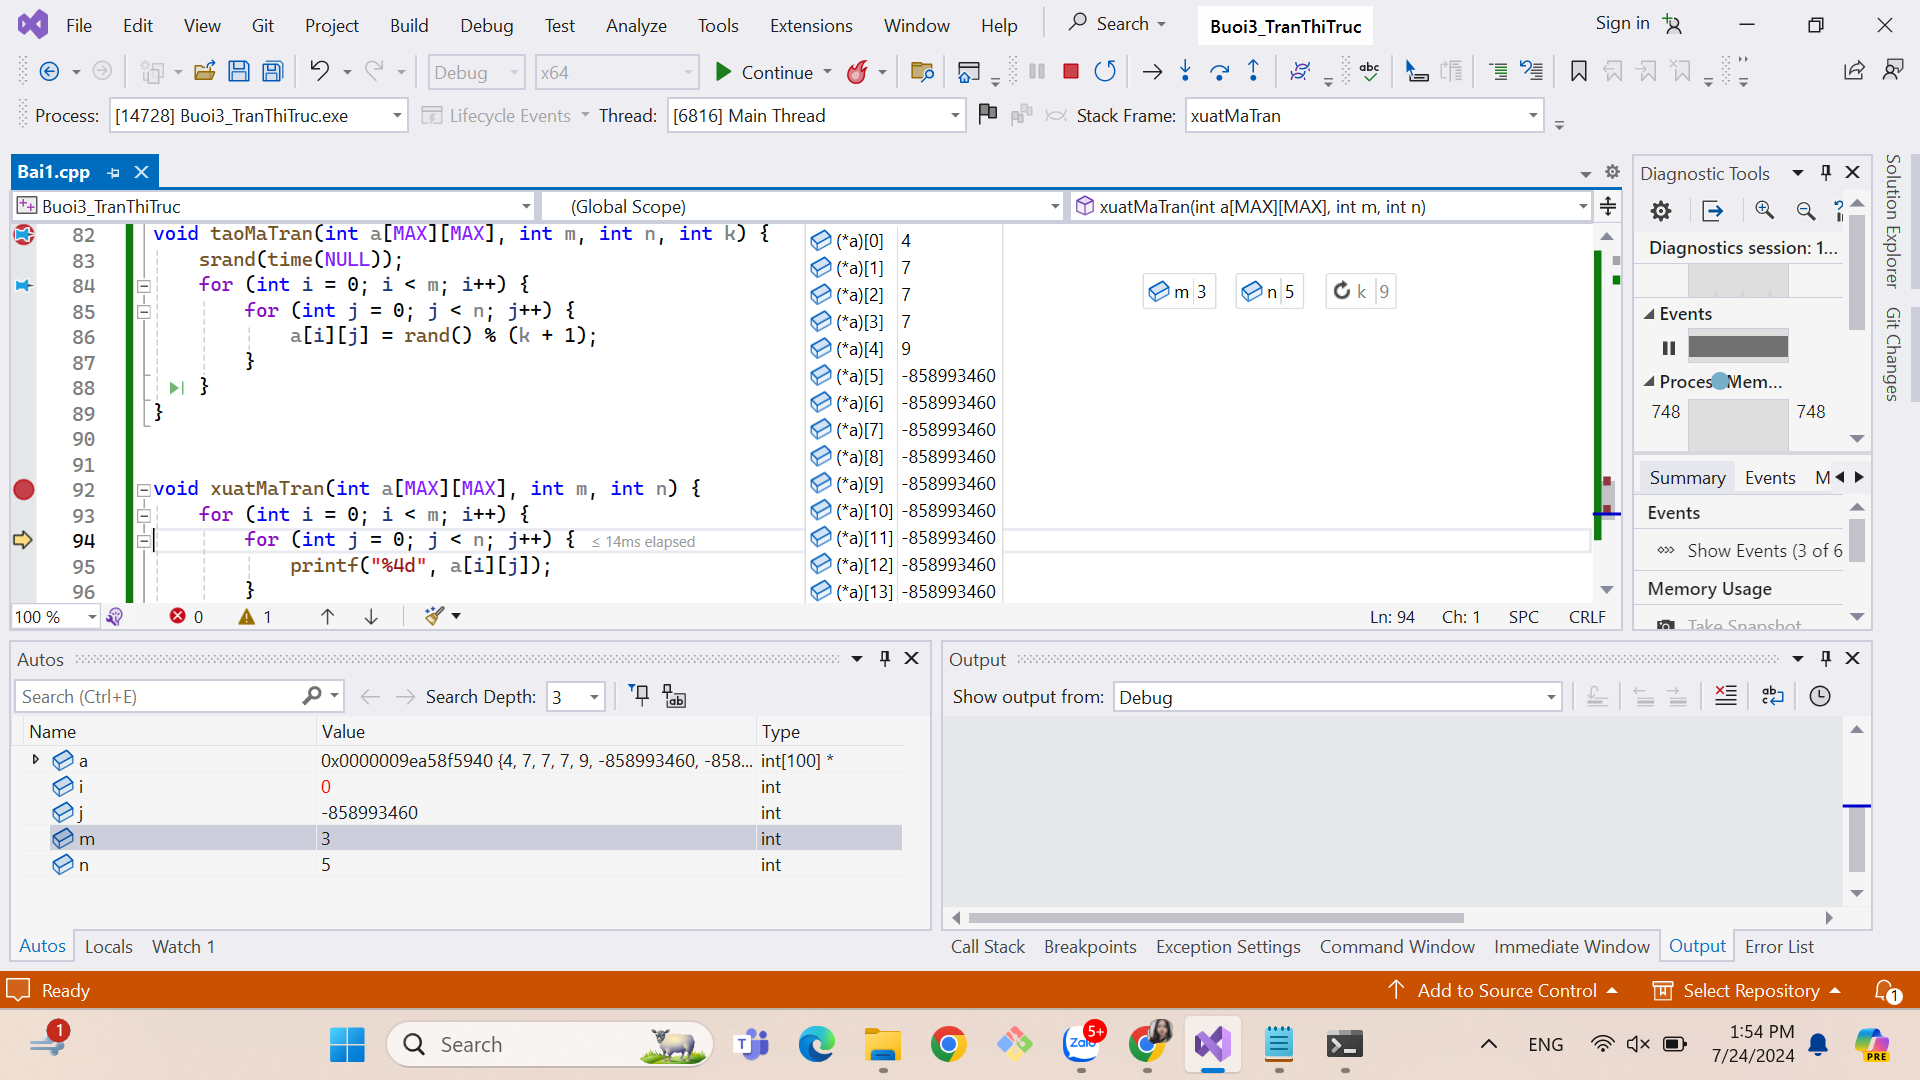 File Edit View Git Project Build Debug Test Analyze Tools Extensions Window Help Search Buoi3_TranThiTruc Sign in
Debug x64 Continue
Process: [14728] Buoi3_TranThiTruc.exe Lifecycle Events Thread: [6816] Main Thread Stack Frame: xuatMaTran
Bai1.cpp
Buoi3_TranThiTruc (Global Scope) xuatMaTran(int a[MAX][MAX], int m, int n)
82 void taoMaTran(int a[MAX][MAX], int m, int n, int k) {
83 srand(time(NULL));
84 for (int i = 0; i < m; i++) {
85 for (int j = 0; j < n; j++) {
86 a[i][j] = rand() % (k + 1);
87 }
88 }
89 }
90
91
92 void xuatMaTran(int a[MAX][MAX], int m, int n) {
93 for (int i = 0; i < m; i++) {
94 for (int j = 0; j < n; j++) { ≤ 14ms elapsed
95 printf("%4d", a[i][j]);
96 }
(*a)[0] 4
(*a)[1] 7
(*a)[2] 7
(*a)[3] 7
(*a)[4] 9
(*a)[5] -858993460
(*a)[6] -858993460
(*a)[7] -858993460
(*a)[8] -858993460
(*a)[9] -858993460
(*a)[10] -858993460
(*a)[11] -858993460
(*a)[12] -858993460
(*a)[13] -858993460
m 3 n 5 k 9
100 % 0 1 Ln: 94 Ch: 1 SPC CRLF
Diagnostic Tools
Diagnostics session: 1...
Events
Process Mem...
748 748
Summary Events M
Events
Show Events (3 of 6
Memory Usage
Take Snapshot
Solution Explorer
Git Changes
Autos
Search (Ctrl+E) Search Depth: 3
Name Value Type
a 0x0000009ea58f5940 {4, 7, 7, 7, 9, -858993460, -858... int[100] *
i 0 int
j -858993460 int
m 3 int
n 5 int
Autos Locals Watch 1
Output
Show output from: Debug
Call Stack Breakpoints Exception Settings Command Window Immediate Window Output Error List
Ready Add to Source Control Select Repository 1
1 Search 5+ Zalo ENG 1:54 PM
7/24/2024 PRE